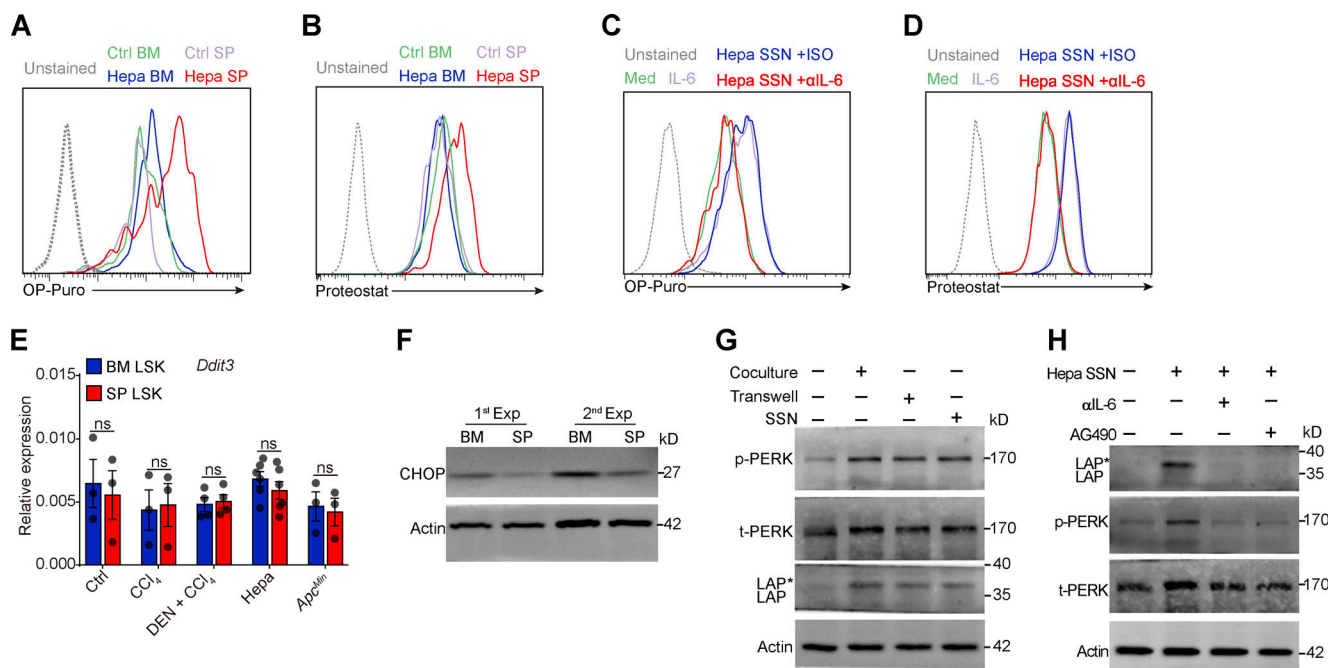 A
Ctrl BM Ctrl SP
Unstained Hepa BM Hepa SP
OP-Puro
B
Ctrl BM Ctrl SP
Unstained Hepa BM Hepa SP
Proteostat
C
Unstained Hepa SSN +ISO
Med IL-6 Hepa SSN +αIL-6
OP-Puro
D
Unstained Hepa SSN +ISO
Med IL-6 Hepa SSN +αIL-6
Proteostat
E
Relative expression
0.015
0.010
0.005
0.000
BM LSK
SP LSK
Ddit3
ns ns ns ns ns
Ctrl CCl4 DEN + CCl4 Hepa ApcMin
F
1st Exp 2nd Exp
BM SP BM SP kD
CHOP -27
Actin -42
G
Coculture – + – –
Transwell – – + –
SSN – – – + kD
p-PERK -170
t-PERK -170
40
LAP*
LAP 35
Actin -42
H
Hepa SSN – + + +
αIL-6 – – + –
AG490 – – – + kD
40
LAP*
LAP 35
p-PERK 170
t-PERK 170
Actin -42